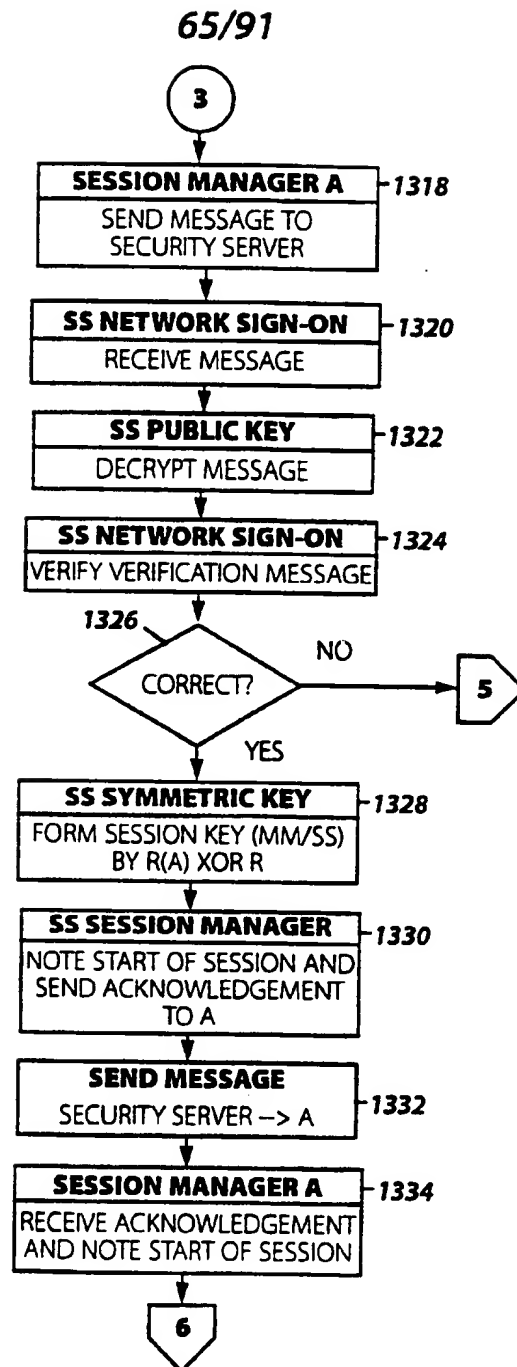 65/91
3
SESSION MANAGER A
1318
SEND MESSAGE TO
SECURITY SERVER
SS NETWORK SIGN-ON
1320
RECEIVE MESSAGE
SS PUBLIC KEY
1322
DECRYPT MESSAGE
SS NETWORK SIGN-ON
1324
VERIFY VERIFICATION MESSAGE
1326
CORRECT?
NO
5
YES
SS SYMMETRIC KEY
1328
FORM SESSION KEY (MM/SS)
BY R(A) XOR R
SS SESSION MANAGER
1330
NOTE START OF SESSION AND
SEND ACKNOWLEDGEMENT
TO A
SEND MESSAGE
SECURITY SERVER --> A
1332
SESSION MANAGER A
1334
RECEIVE ACKNOWLEDGEMENT
AND NOTE START OF SESSION
6